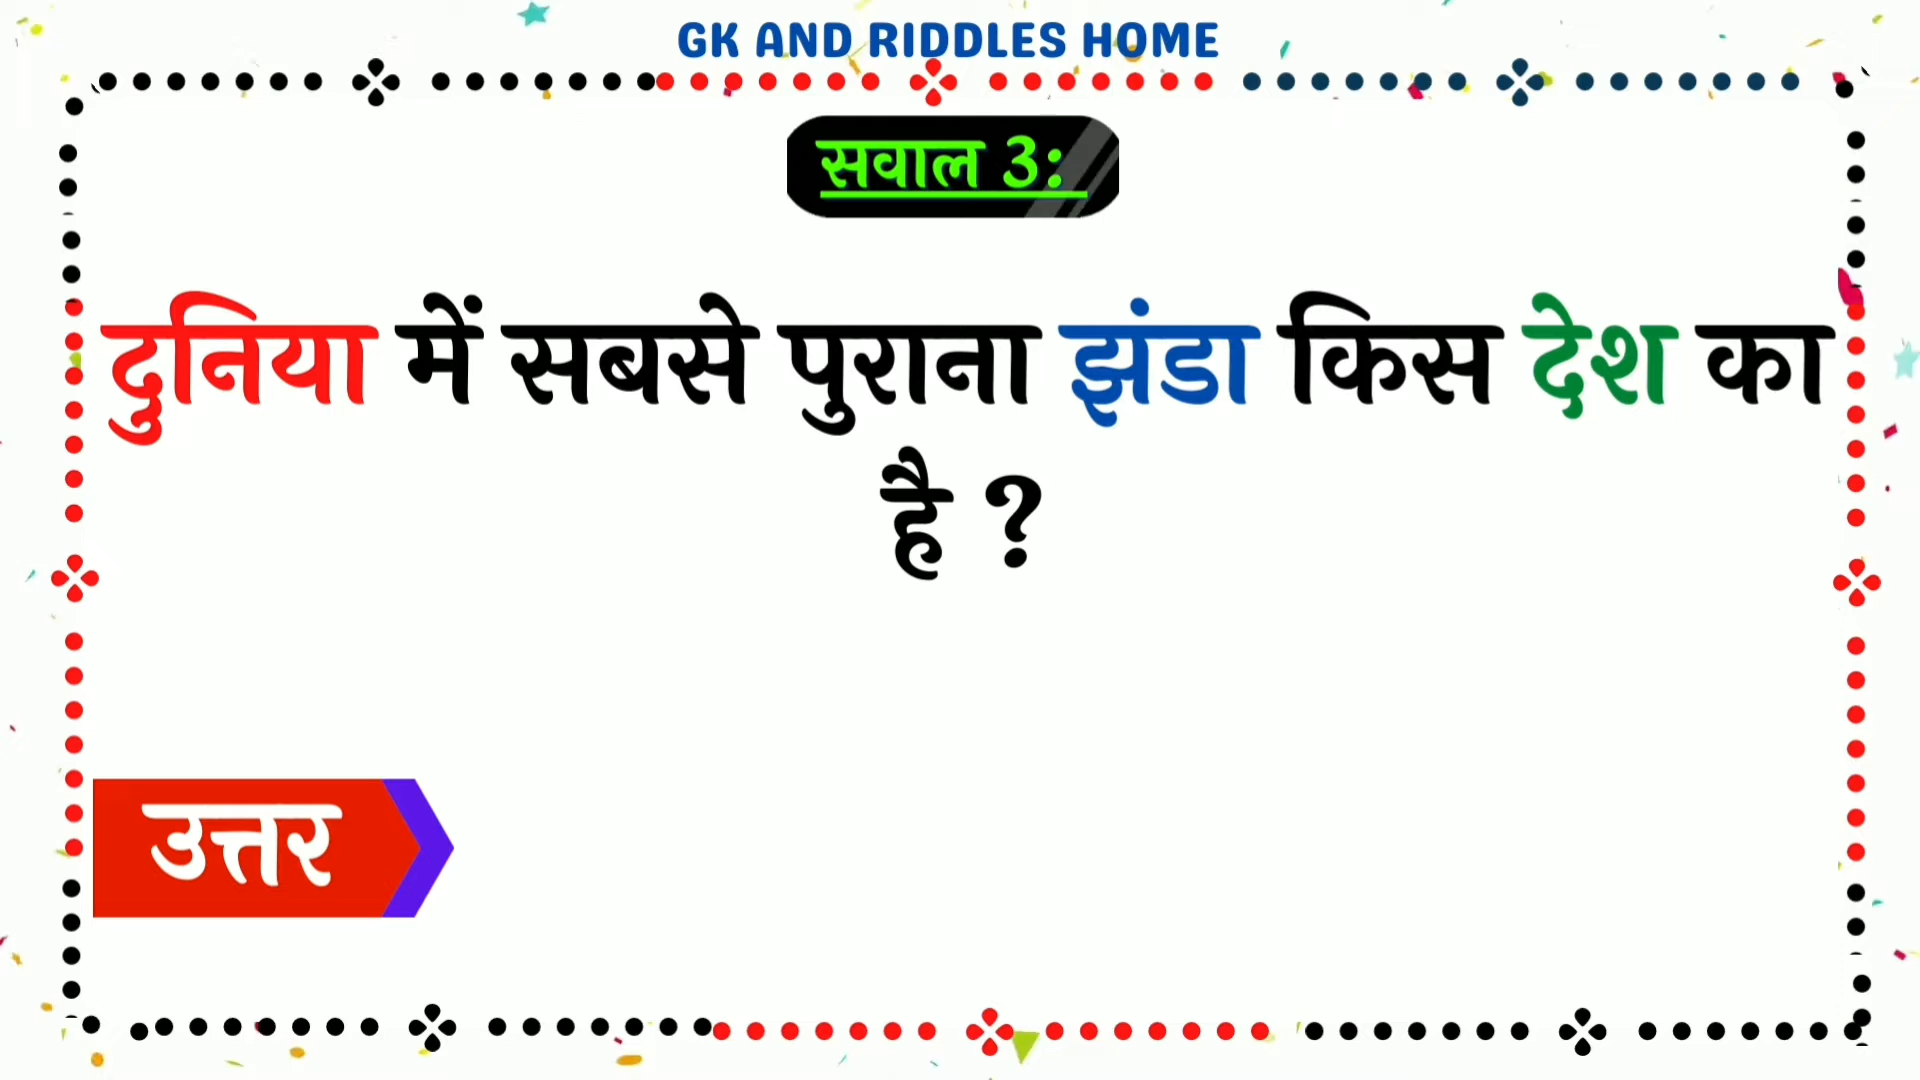 GK AND RIDDLES HOME
सवाल 3:
दुनिया में सबसे पुराना झंडा किस देश का
है ?
उत्तर